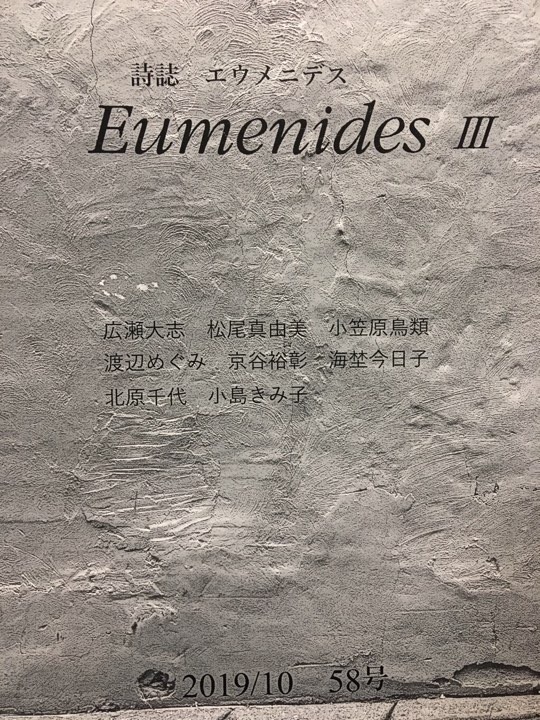 詩誌　エウメニデス
Eumenides III
広瀬大志　松尾真由美　小笠原鳥類
渡辺めぐみ　京谷裕彰　海埜今日子
北原千代　小島きみ子
2019/10　58号